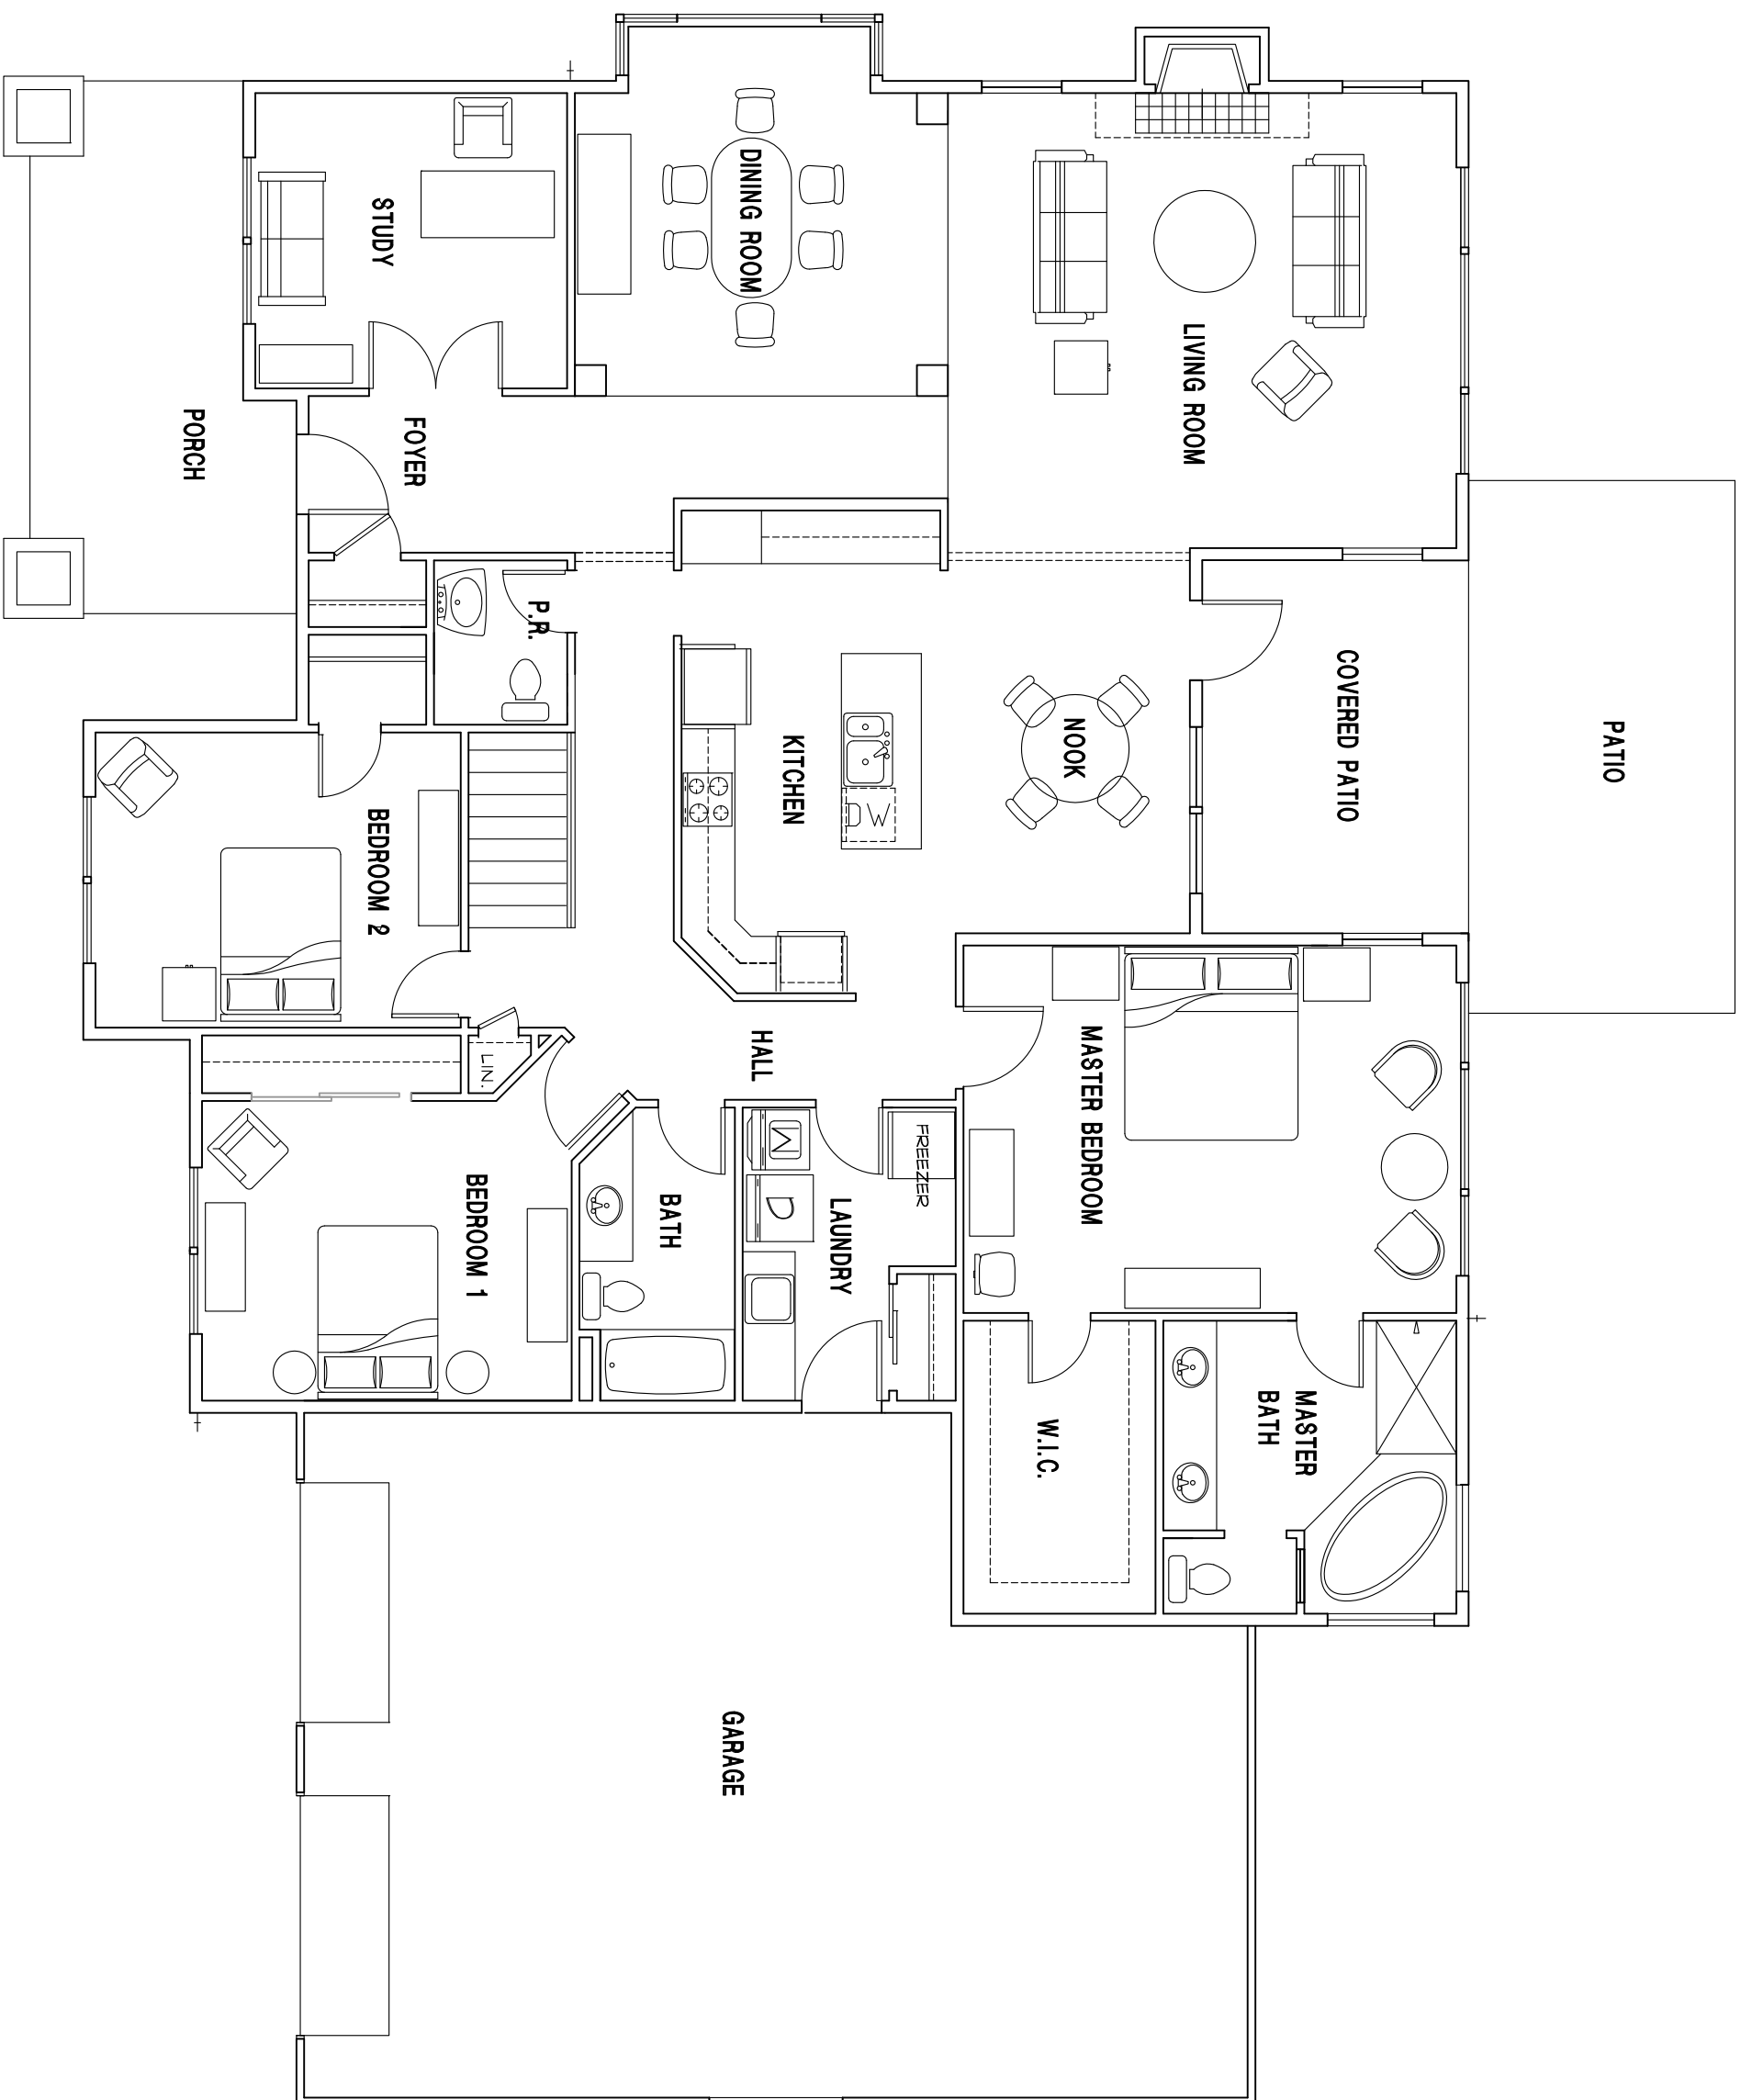 PATIO
COVERED PATIO
LIVING ROOM
NOOK
MASTER BEDROOM
MASTER
BATH
W.I.C.
DINING ROOM
KITCHEN
HALL
FREEZER
LAUNDRY
W
D
W
BATH
GARAGE
P.R.
STUDY
FOYER
LIN.
BEDROOM 2
BEDROOM 1
PORCH